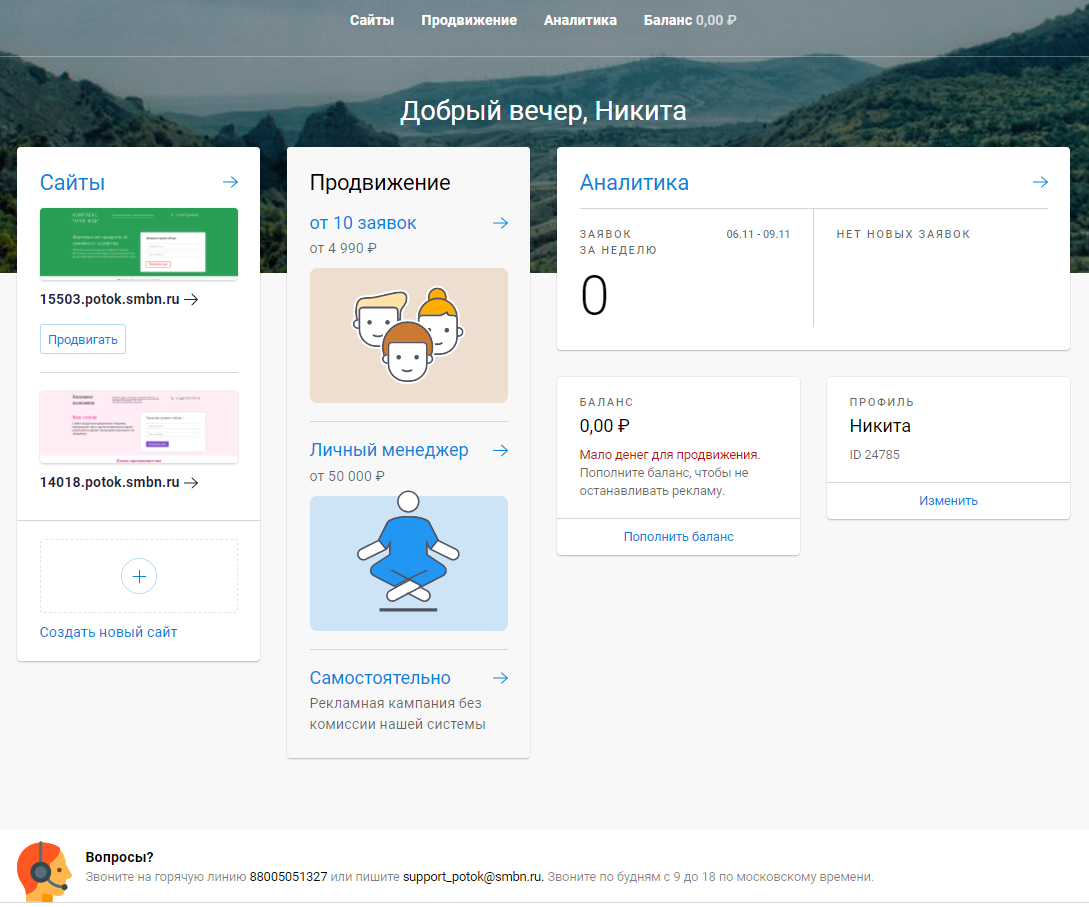 Сайты Продвижение Аналитика Баланс 0,00 ₽
Добрый вечер, Никита
Сайты
15503.potok.smbn.ru
Продвигать
14018.potok.smbn.ru
Создать новый сайт
Продвижение
от 10 заявок
от 4 990 ₽
Личный менеджер
от 50 000 ₽
Самостоятельно
Рекламная кампания без
комиссии нашей системы
Аналитика
ЗАЯВОК
ЗА НЕДЕЛЮ
06.11 - 09.11
0
НЕТ НОВЫХ ЗАЯВОК
БАЛАНС
0,00 ₽
Мало денег для продвижения.
Пополните баланс, чтобы не
останавливать рекламу.
Пополнить баланс
ПРОФИЛЬ
Никита
ID 24785
Изменить
Вопросы?
Звоните на горячую линию 88005051327 или пишите support_potok@smbn.ru. Звоните по будням с 9 до 18 по московскому времени.